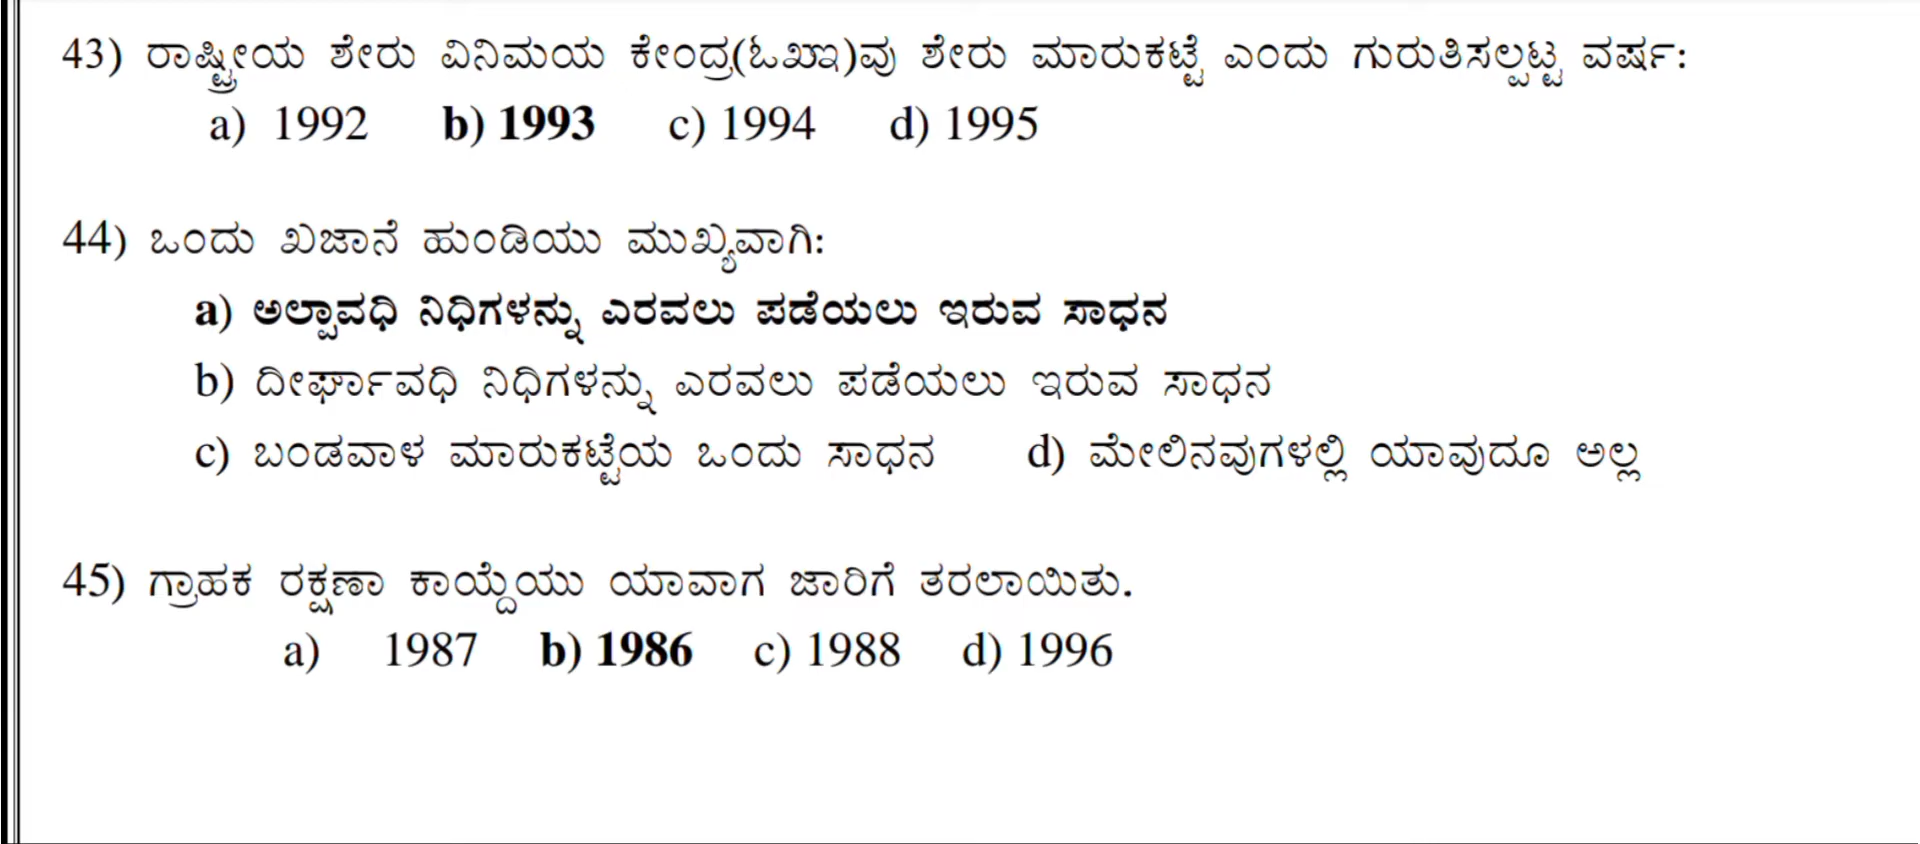 43) ರಾಷ್ಟ್ರೀಯ ಶೇರು ವಿನಿಮಯ ಕೇಂದ್ರ(ಓಖಇ)ವು ಶೇರು ಮಾರುಕಟ್ಟೆ ಎಂದು ಗುರುತಿಸಲ್ಪಟ್ಟ ವರ್ಷ:
a) 1992 b) 1993 c) 1994 d) 1995
44) ಒಂದು ಖಜಾನೆ ಹುಂಡಿಯು ಮುಖ್ಯವಾಗಿ:
a) ಅಲ್ಪಾವಧಿ ನಿಧಿಗಳನ್ನು ಎರವಲು ಪಡೆಯಲು ಇರುವ ಸಾಧನ
b) ದೀರ್ಘಾವಧಿ ನಿಧಿಗಳನ್ನು ಎರವಲು ಪಡೆಯಲು ಇರುವ ಸಾಧನ
c) ಬಂಡವಾಳ ಮಾರುಕಟ್ಟೆಯ ಒಂದು ಸಾಧನ d) ಮೇಲಿನವುಗಳಲ್ಲಿ ಯಾವುದೂ ಅಲ್ಲ
45) ಗ್ರಾಹಕ ರಕ್ಷಣಾ ಕಾಯ್ದೆಯು ಯಾವಾಗ ಜಾರಿಗೆ ತರಲಾಯಿತು.
a) 1987 b) 1986 c) 1988 d) 1996